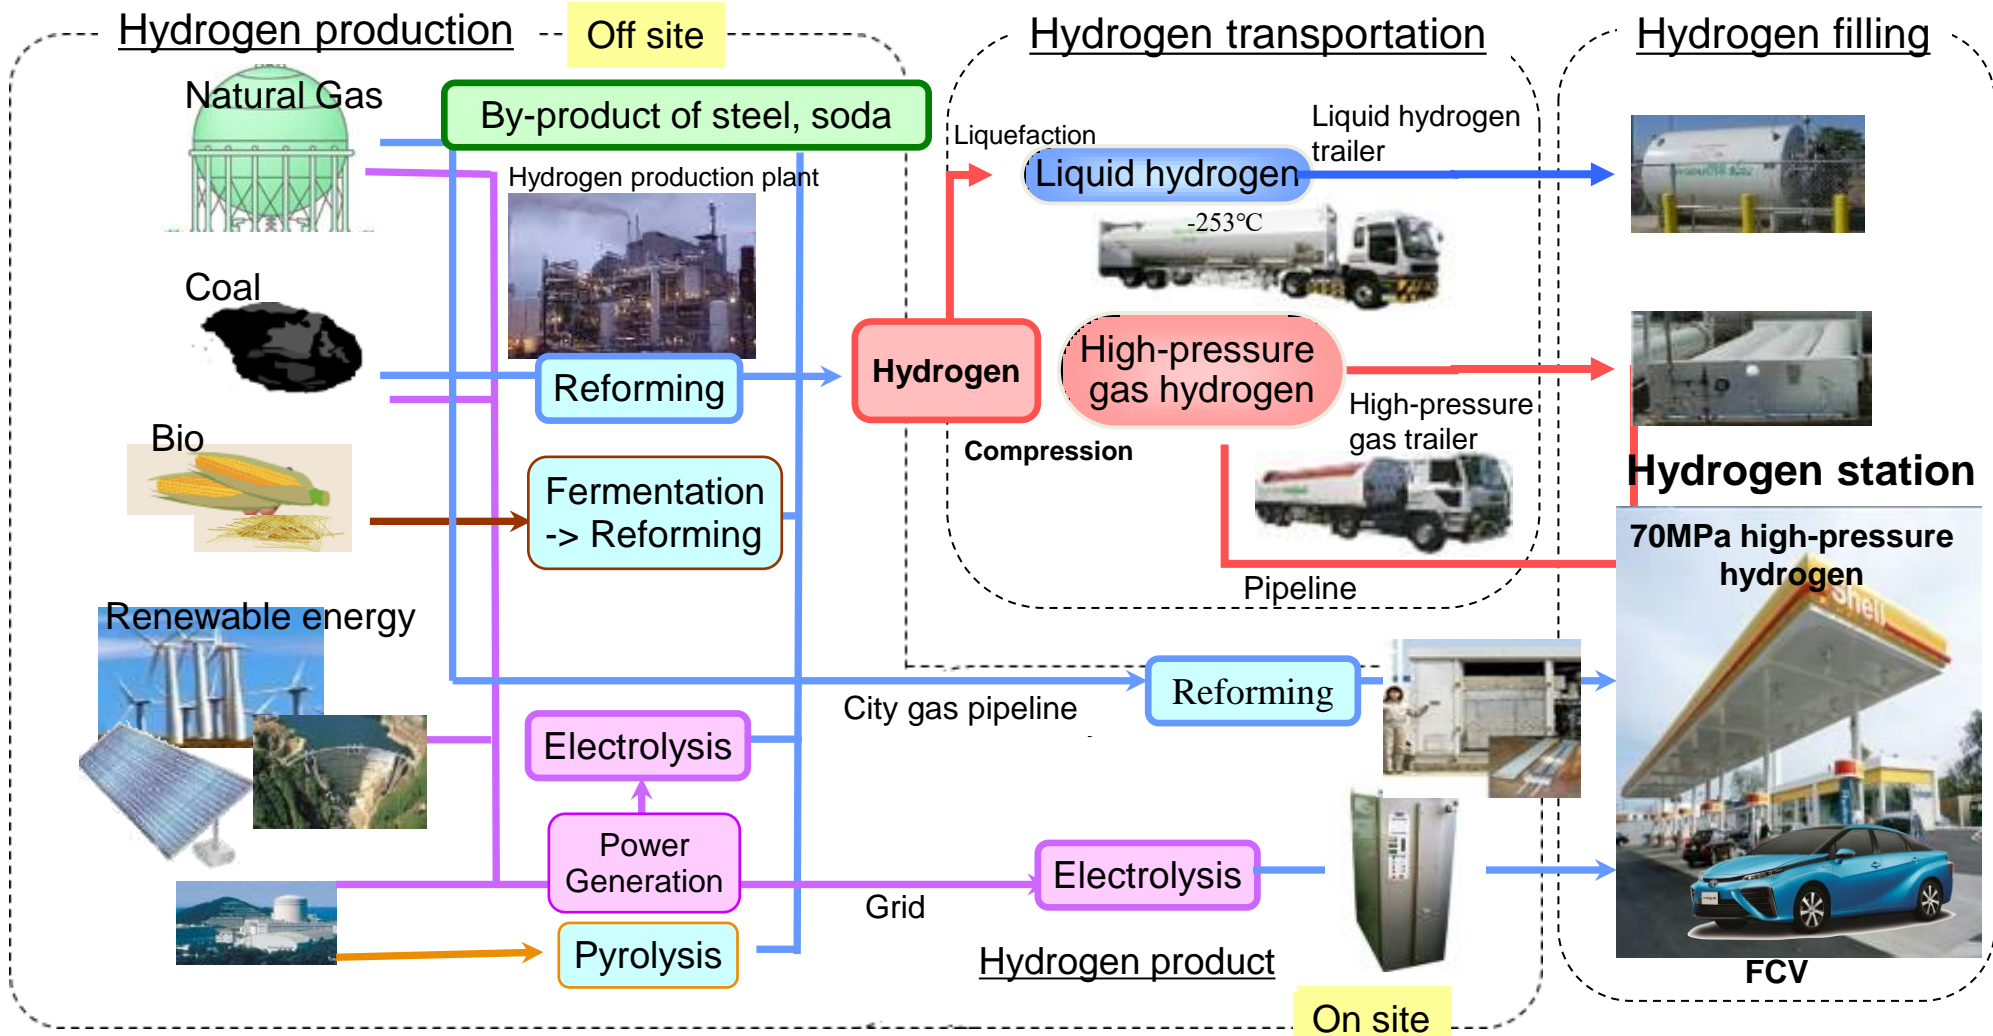 Hydrogen production
Off site
Hydrogen transportation
Hydrogen filling
Natural Gas
By-product of steel, soda
Liquefaction
Liquid hydrogen
trailer
Liquid hydrogen
Hydrogen production plant
-253℃
Coal
Reforming
Hydrogen
High-pressure
gas hydrogen
High-pressure
gas trailer
Compression
Bio
Fermentation
-> Reforming
Hydrogen station
70MPa high-pressure
hydrogen
Pipeline
Shell
Renewable energy
Reforming
City gas pipeline
Electrolysis
Power
Generation
Electrolysis
Grid
Pyrolysis
Hydrogen product
FCV
On site